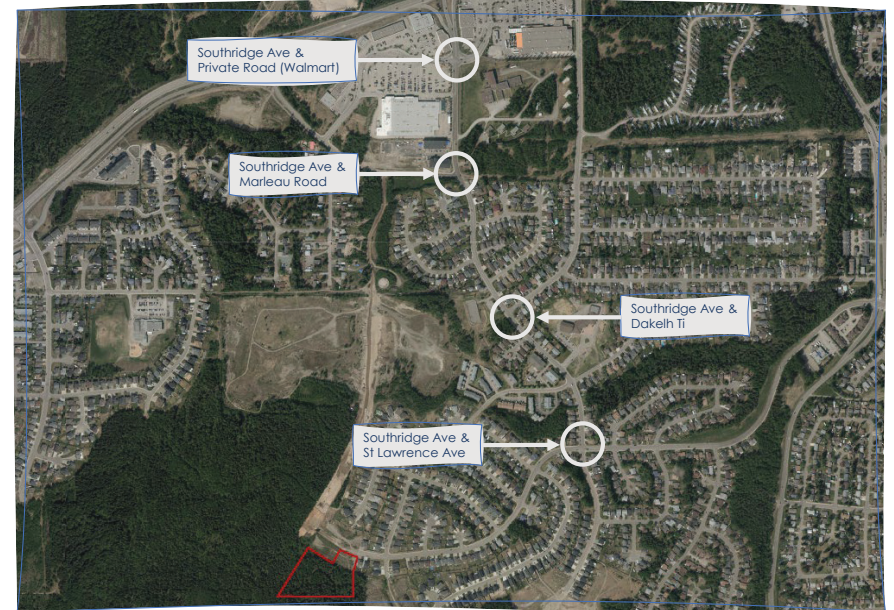 Southridge Ave &
Private Road (Walmart)
Southridge Ave &
Marleau Road
Southridge Ave &
Dakelh Ti
Southridge Ave &
St Lawrence Ave